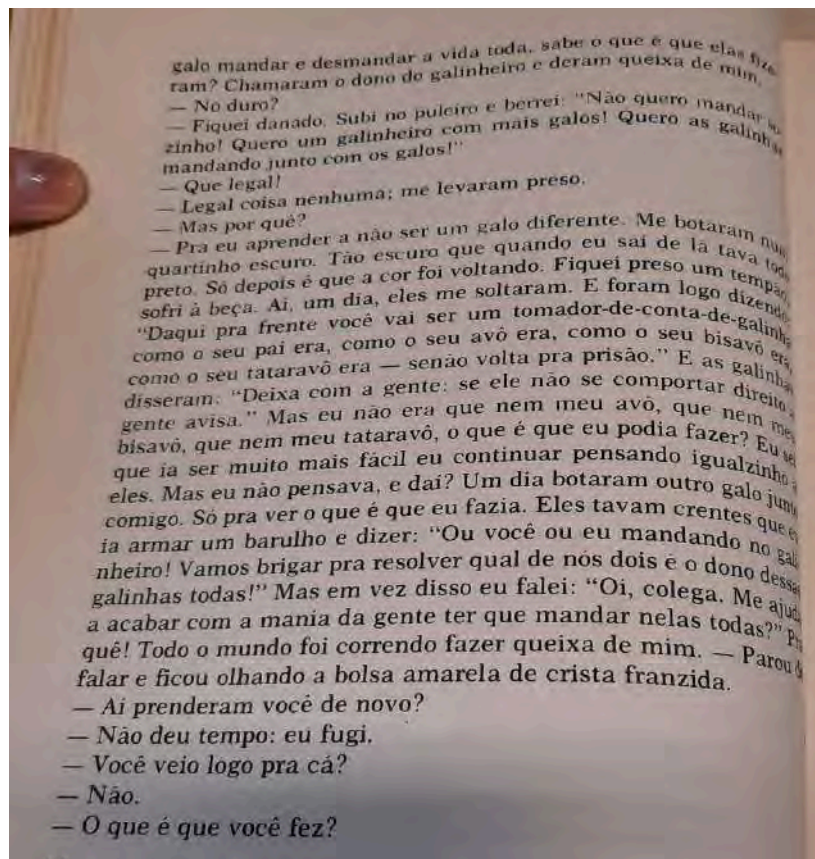 galo mandar e desmandar a vida toda, sabe o que é que elas fize-
ram? Chamaram o dono do galinheiro e deram queixa de mim.
— No duro?
— Fiquei danado. Subi no puleiro e berrei: "Não quero mandar so-
zinho! Quero um galinheiro com mais galos! Quero as galinhas
mandando junto com os galos!"
— Que legal!
— Legal coisa nenhuma; me levaram preso.
— Mas por quê?
— Pra eu aprender a não ser um galo diferente. Me botaram num
quartinho escuro. Tão escuro que quando eu saí de lá tava todo
preto. Só depois é que a cor foi voltando. Fiquei preso um tempão,
sofri à beça. Aí, um dia, eles me soltaram. E foram logo dizendo:
"Daqui pra frente você vai ser um tomador-de-conta-de-galinha
como o seu pai era, como o seu avô era, como o seu bisavô era,
como o seu tataravô era — senão volta pra prisão." E as galinhas
disseram: "Deixa com a gente: se ele não se comportar direito a
gente avisa." Mas eu não era que nem meu avô, que nem meu
bisavô, que nem meu tataravô, o que é que eu podia fazer? Eu sei
que ia ser muito mais fácil eu continuar pensando igualzinho a
eles. Mas eu não pensava, e daí? Um dia botaram outro galo junto
comigo. Só pra ver o que é que eu fazia. Eles tavam crentes que eu
ia armar um barulho e dizer: "Ou você ou eu mandando no gali-
nheiro! Vamos brigar pra resolver qual de nós dois é o dono dessas
galinhas todas!" Mas em vez disso eu falei: "Oi, colega. Me ajuda
a acabar com a mania da gente ter que mandar nelas todas?" Pra
quê! Todo o mundo foi correndo fazer queixa de mim. — Parou de
falar e ficou olhando a bolsa amarela de crista franzida.
— Aí prenderam você de novo?
— Não deu tempo: eu fugi.
— Você veio logo pra cá?
— Não.
— O que é que você fez?